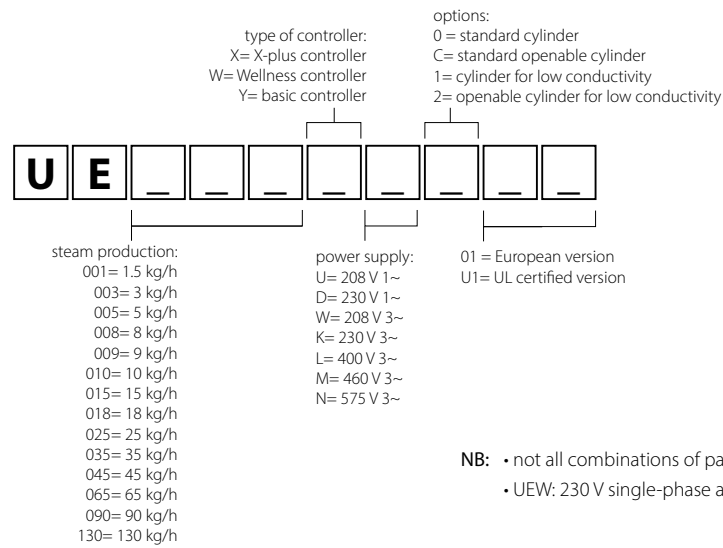 type of controller:
X= X-plus controller
W= Wellness controller
Y= basic controller
options:
0 = standard cylinder
C= standard openable cylinder
1= cylinder for low conductivity
2= openable cylinder for low conductivity
U E _ _ _ _ _ _ _ _
steam production:
001= 1.5 kg/h
003= 3 kg/h
005= 5 kg/h
008= 8 kg/h
009= 9 kg/h
010= 10 kg/h
015= 15 kg/h
018= 18 kg/h
025= 25 kg/h
035= 35 kg/h
045= 45 kg/h
065= 65 kg/h
090= 90 kg/h
130= 130 kg/h
power supply:
U= 208 V 1~
D= 230 V 1~
W= 208 V 3~
K= 230 V 3~
L= 400 V 3~
M= 460 V 3~
N= 575 V 3~
01 = European version
U1= UL certified version
NB: • not all combinations of
• UEW: 230 V single-phase